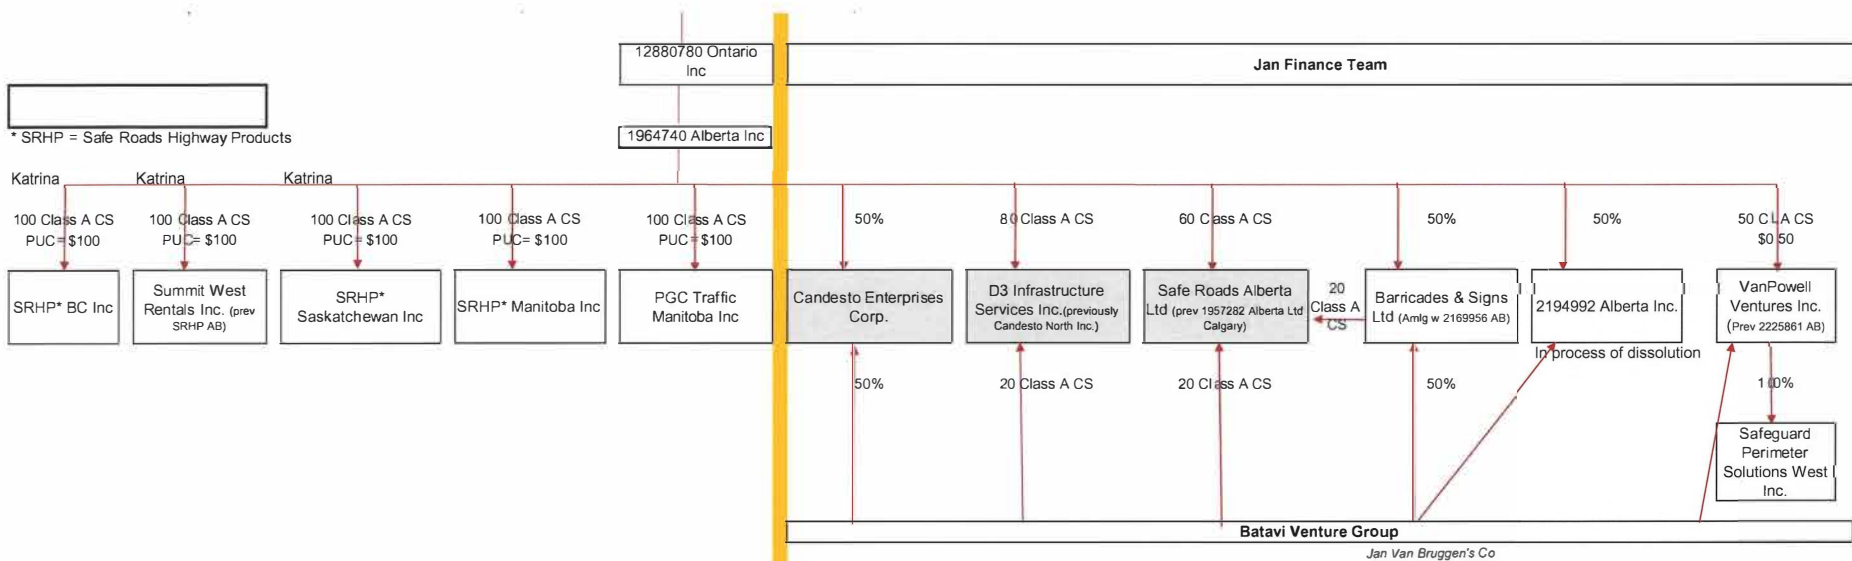 12880780 Ontario
Inc
Jan Finance Team
* SRHP = Safe Roads Highway Products
1964740 Alberta Inc
Katrina
Katrina
Katrina
100 Class A CS
PUC= $100
100 Class A CS
PUC= $100
100 Class A CS
PUC= $100
100 Class A CS
PUC= $100
100 Class A CS
PUC= $100
50%
80 Class A CS
60 Class A CS
50%
50%
50 CL A CS
$0.50
SRHP* BC Inc
Summit West
Rentals Inc. (prev
SRHP AB)
SRHP*
Saskatchewan Inc
SRHP* Manitoba Inc
PGC Traffic
Manitoba Inc
Candesto Enterprises
Corp.
D3 Infrastructure
Services Inc.(previously
Candesto North Inc.)
Safe Roads Alberta
Ltd (prev 1957282 Alberta Ltd
Calgary)
20
Class A
CS
Barricades & Signs
Ltd (Amlg w 2169956 AB)
2194992 Alberta Inc.
VanPowell
Ventures Inc.
(Prev 2225861 AB)
In process of dissolution
50%
20 Class A CS
20 Class A CS
50%
100%
Safeguard
Perimeter
Solutions West
Inc.
Batavi Venture Group
Jan Van Bruggen's Co